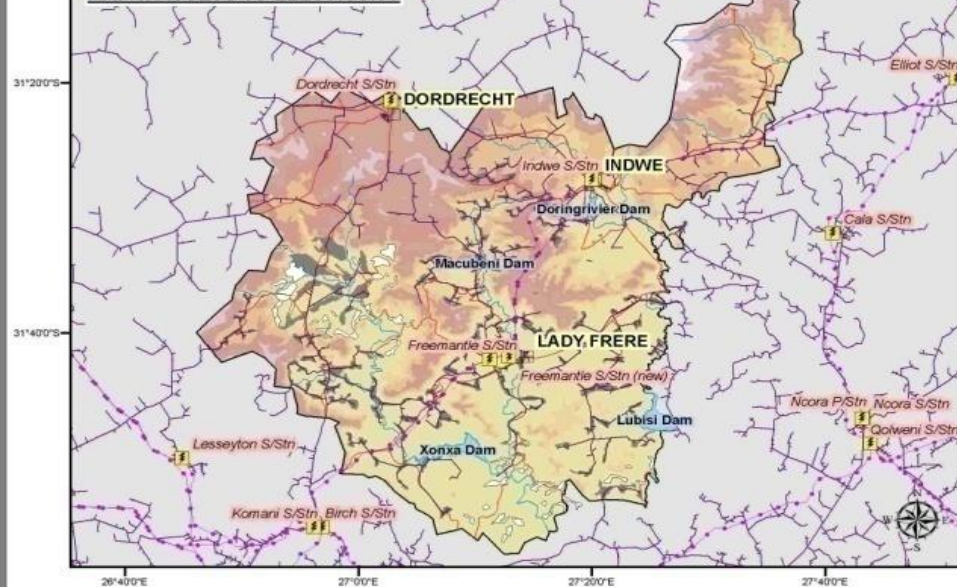 31°20'0"S
Elliot S/Stn
Dordrecht S/Stn
DORDRECHT
Indwe S/Stn INDWE
Doringrivier Dam
Cala S/Stn
Macubeni Dam
31°40'0"S
LADY FRERE
Freemantle S/Stn
Freemantle S/Stn (new)
Ncora P/Stn Ncora S/Stn
Lubisi Dam
Qolweni S/Stn
Lesseyton S/Stn
Xonxa Dam
Komani S/Stn Birch S/Stn
N
W E
S
26°40'0"E 27°0'0"E 27°20'0"E 27°40'0"E